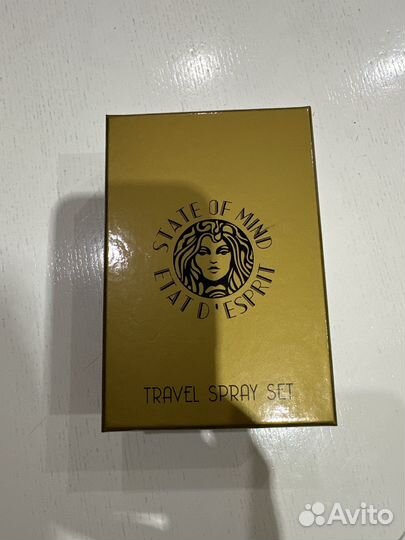 STATE OF MIND
ETAT D'ESPRIT
TRAVEL SPRAY SET
Avito